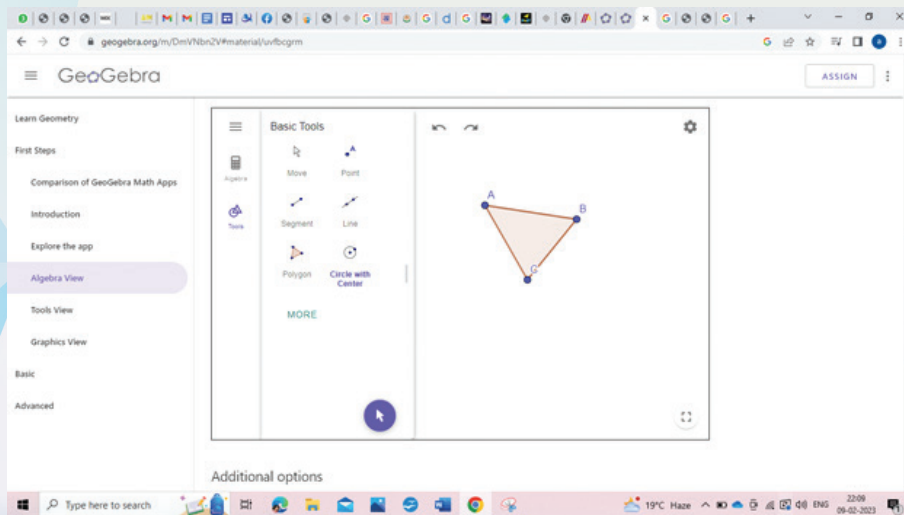 geogebra.org/m/DmVNbn2V#material/uvfbcgrm
GeoGebra
ASSIGN
Learn Geometry
First Steps
Comparison of GeoGebra Math Apps
Introduction
Explore the app
Algebra View
Tools View
Graphics View
Basic
Advanced
Algebra
Tools
Basic Tools
Move
Point
Segment
Line
Polygon
Circle with
Center
MORE
A
B
C
Additional options
Type here to search
19°C Haze
ENG
22:09
09-02-2023